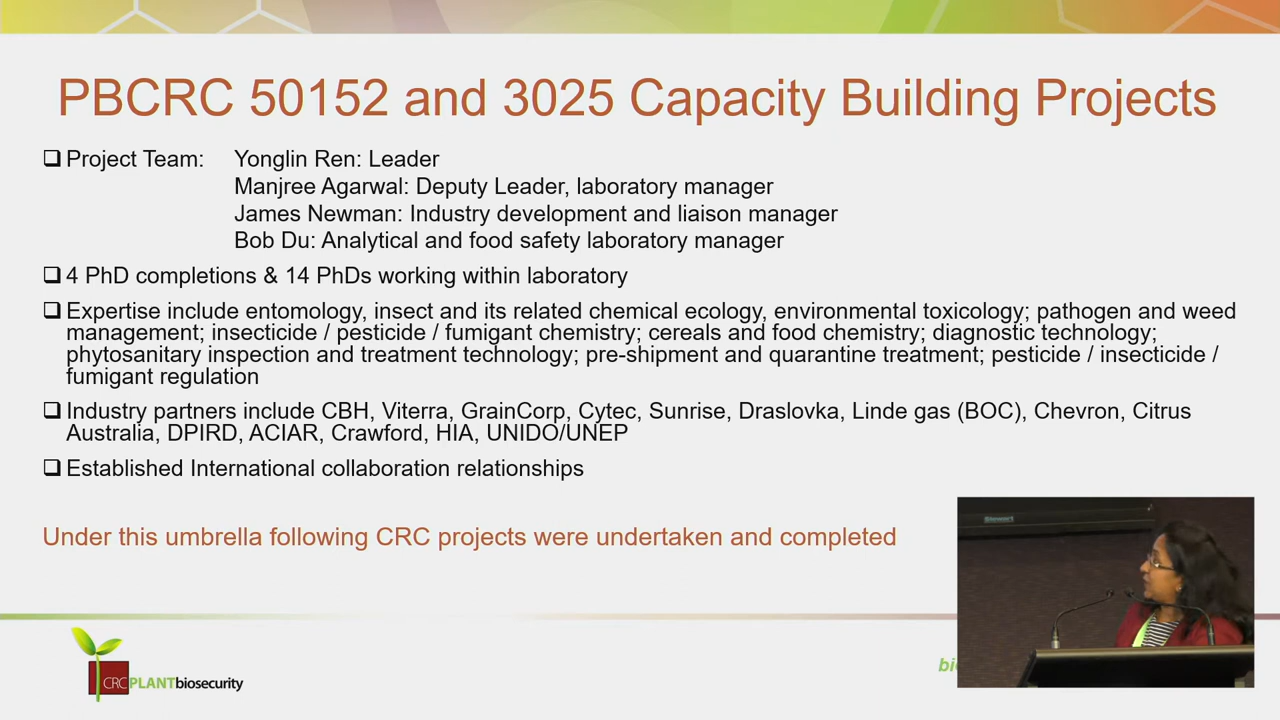 PBCRC 50152 and 3025 Capacity Building Projects
❑ Project Team: Yonglin Ren: Leader
Manjree Agarwal: Deputy Leader, laboratory manager
James Newman: Industry development and liaison manager
Bob Du: Analytical and food safety laboratory manager
❑ 4 PhD completions & 14 PhDs working within laboratory
❑ Expertise include entomology, insect and its related chemical ecology, environmental toxicology; pathogen and weed
management; insecticide / pesticide / fumigant chemistry; cereals and food chemistry; diagnostic technology;
phytosanitary inspection and treatment technology; pre-shipment and quarantine treatment; pesticide / insecticide /
fumigant regulation
❑ Industry partners include CBH, Viterra, GrainCorp, Cytec, Sunrise, Draslovka, Linde gas (BOC), Chevron, Citrus
Australia, DPIRD, ACIAR, Crawford, HIA, UNIDO/UNEP
❑ Established International collaboration relationships
Under this umbrella following CRC projects were undertaken and completed
CRCPLANTbiosecurity